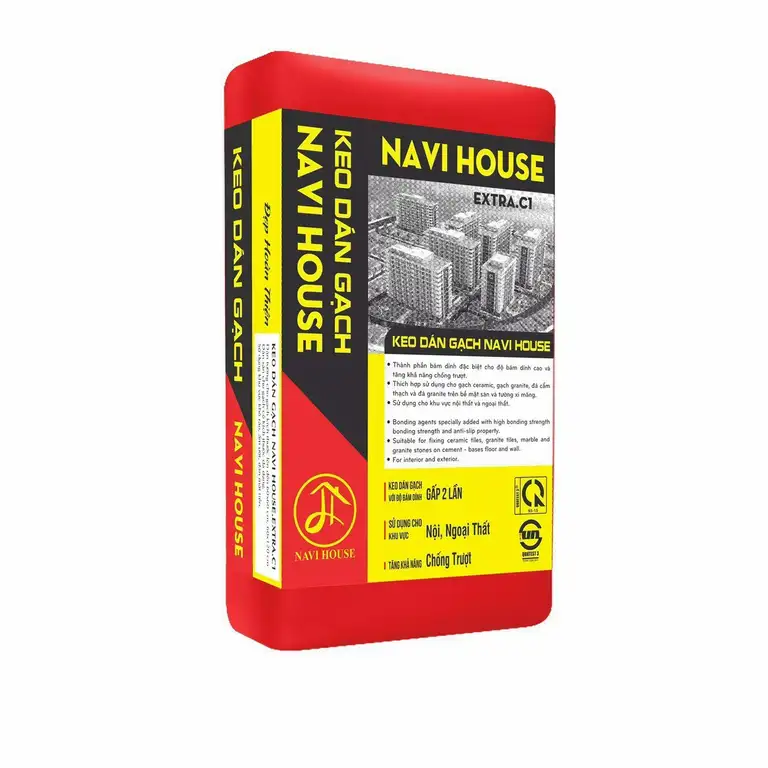 KEO DÁN GẠCH
NAVI HOUSE
Đẹp Hoàn Thiện
KEO DÁN GẠCH NAVI HOUSE EXTRA.C1
KEO DÁN GẠCH
NAVI HOUSE
NAVI HOUSE
NAVI HOUSE
EXTRA.C1
KEO DÁN GẠCH NAVI HOUSE
• Thành phần bám dính đặc biệt cho độ bám dính cao và
tăng khả năng chống trượt.
• Thích hợp sử dụng cho gạch ceramic, gạch granite, đá cẩm
thạch và đá granite trên bề mặt sàn và tường xi măng.
• Sử dụng cho khu vực nội thất và ngoại thất.
• Bonding agents specially added with high bonding strength
bonding strength and anti-slip property.
• Suitable for fixing ceramic tiles, granite tiles, marble and
granite stones on cement - bases floor and wall.
• For interior and exterior.
KEO DÁN GẠCH
VỚI ĐỘ BÁM DÍNH GẤP 2 LẦN
SỬ DỤNG CHO
KHU VỰC Nội, Ngoại Thất
TĂNG KHẢ NĂNG Chống Trượt